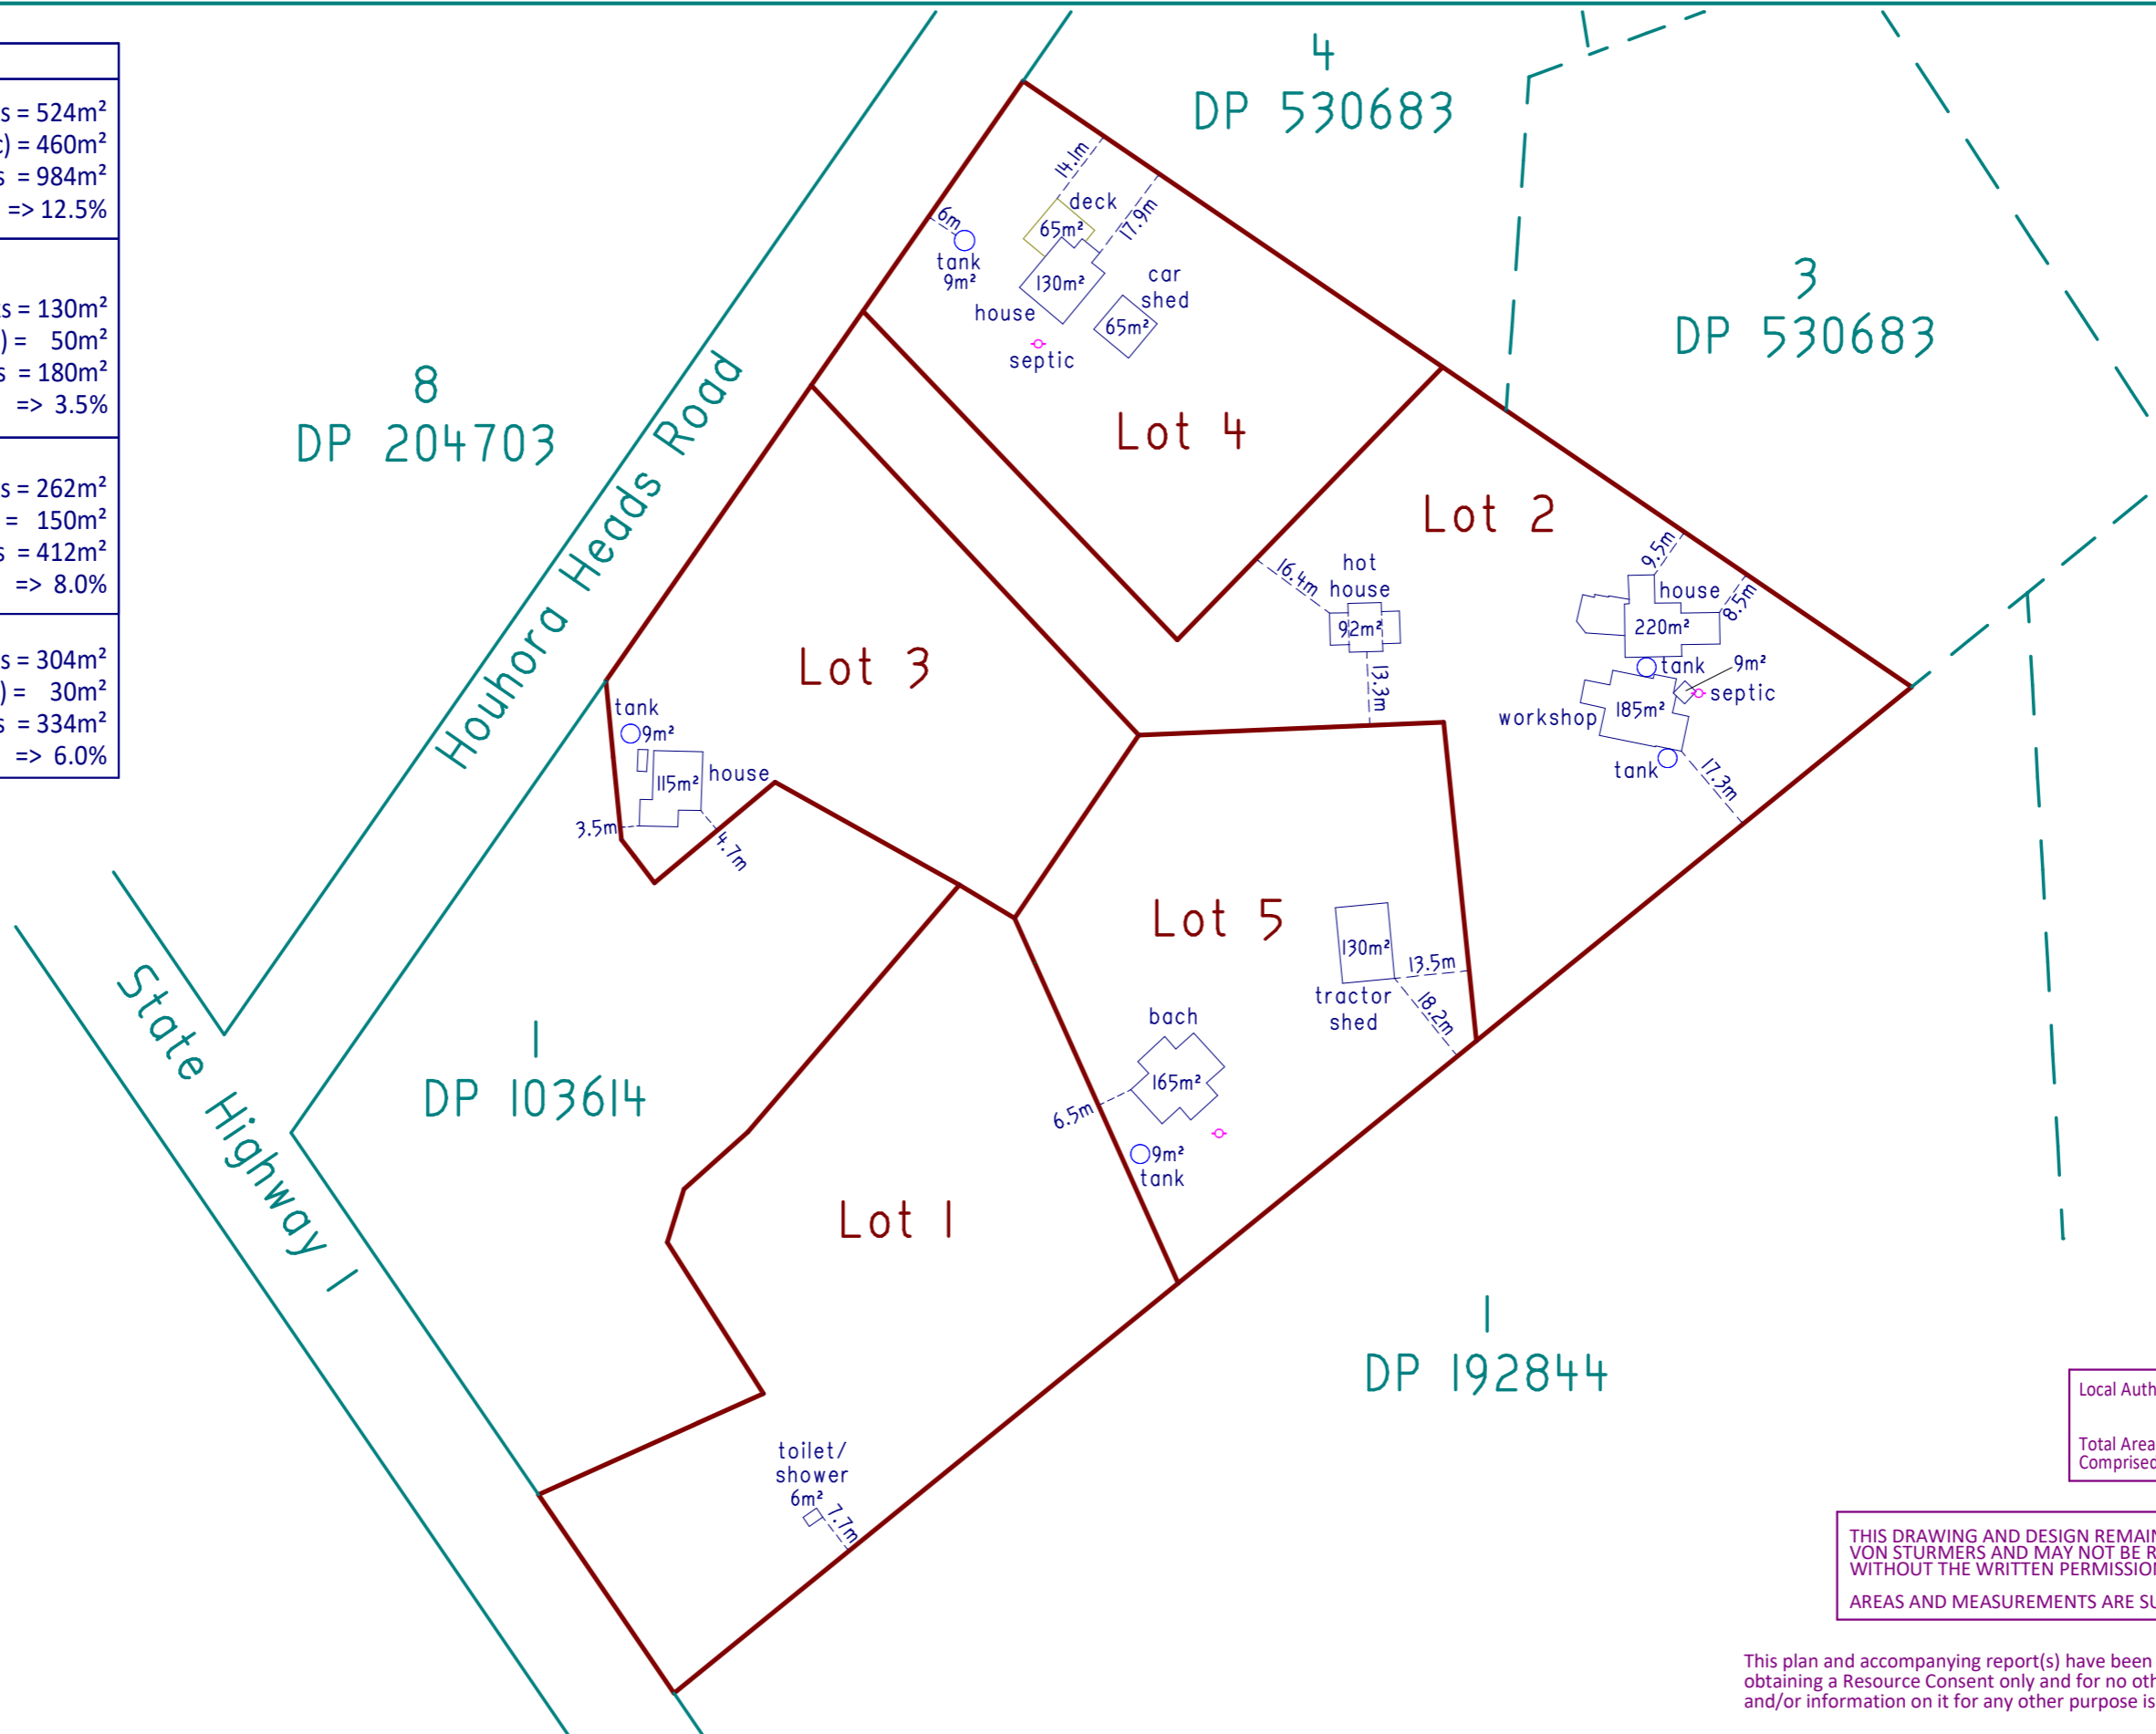 s = 524m²
c) = 460m²
s = 984m²
=> 12.5%
ts = 130m²
) = 50m²
s = 180m²
=> 3.5%
s = 262m²
= 150m²
s = 412m²
=> 8.0%
s = 304m²
) = 30m²
s = 334m²
=> 6.0%
4
DP 530683
3
DP 530683
8
DP 204703
Houhora Heads Road
14.1m
deck
65m²
17.9m
6m
tank
9m²
130m²
house
car
shed
65m²
septic
Lot 4
Lot 2
16.4m
hot
house
92m²
13.3m
9.5m
house
8.5m
220m²
tank
9m²
septic
workshop
185m²
tank
17.3m
Lot 3
tank
9m²
115m²
house
3.5m
4.7m
Lot 5
130m²
13.5m
tractor
shed
18.2m
bach
165m²
6.5m
9m²
tank
State Highway 1
1
DP 103614
Lot 1
toilet/
shower
6m²
7.7m
1
DP 192844
Local Auth
Total Area
Comprised
THIS DRAWING AND DESIGN REMAIN
VON STURMERS AND MAY NOT BE R
WITHOUT THE WRITTEN PERMISSION
AREAS AND MEASUREMENTS ARE SU
This plan and accompanying report(s) have been
obtaining a Resource Consent only and for no oth
and/or information on it for any other purpose is